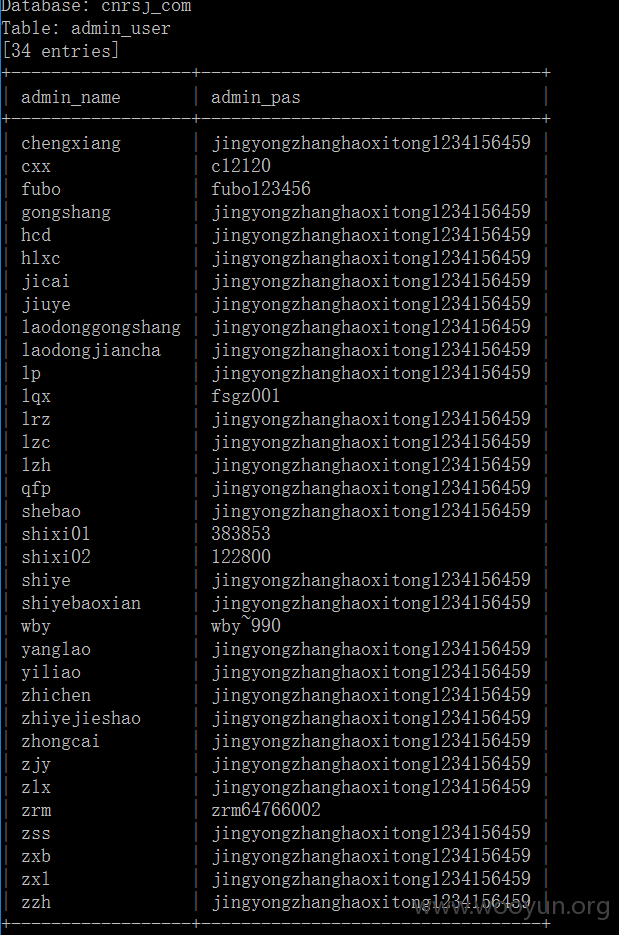 Database: cnrsj_com
Table: admin_user
[34 entries]
+------------------+----------------------------------+
| admin_name | admin_pas |
+------------------+----------------------------------+
| chengxiang | jingyongzhanghaoxitong1234156459 |
| cxx | cl2120 |
| fubo | fubo123456 |
| gongshang | jingyongzhanghaoxitong1234156459 |
| hcd | jingyongzhanghaoxitong1234156459 |
| hlxc | jingyongzhanghaoxitong1234156459 |
| jicai | jingyongzhanghaoxitong1234156459 |
| jiuye | jingyongzhanghaoxitong1234156459 |
| laodonggongshang | jingyongzhanghaoxitong1234156459 |
| laodongjiancha | jingyongzhanghaoxitong1234156459 |
| lp | jingyongzhanghaoxitong1234156459 |
| lqx | fsgz001 |
| lrz | jingyongzhanghaoxitong1234156459 |
| lzc | jingyongzhanghaoxitong1234156459 |
| lzh | jingyongzhanghaoxitong1234156459 |
| qfp | jingyongzhanghaoxitong1234156459 |
| shebao | jingyongzhanghaoxitong1234156459 |
| shixi01 | 383853 |
| shixi02 | 122800 |
| shiye | jingyongzhanghaoxitong1234156459 |
| shiyebaoxian | jingyongzhanghaoxitong1234156459 |
| wby | wby~990 |
| yanglao | jingyongzhanghaoxitong1234156459 |
| yiliao | jingyongzhanghaoxitong1234156459 |
| zhichen | jingyongzhanghaoxitong1234156459 |
| zhiyejieshao | jingyongzhanghaoxitong1234156459 |
| zhongcai | jingyongzhanghaoxitong1234156459 |
| zjy | jingyongzhanghaoxitong1234156459 |
| zlx | jingyongzhanghaoxitong1234156459 |
| zrm | zrm64766002 |
| zss | jingyongzhanghaoxitong1234156459 |
| zxb | jingyongzhanghaoxitong1234156459 |
| zxl | jingyongzhanghaoxitong1234156459 |
| zzh | jingyongzhanghaoxitong1234156459 |
+------------------+----------------------------------+
www.wooyun.org